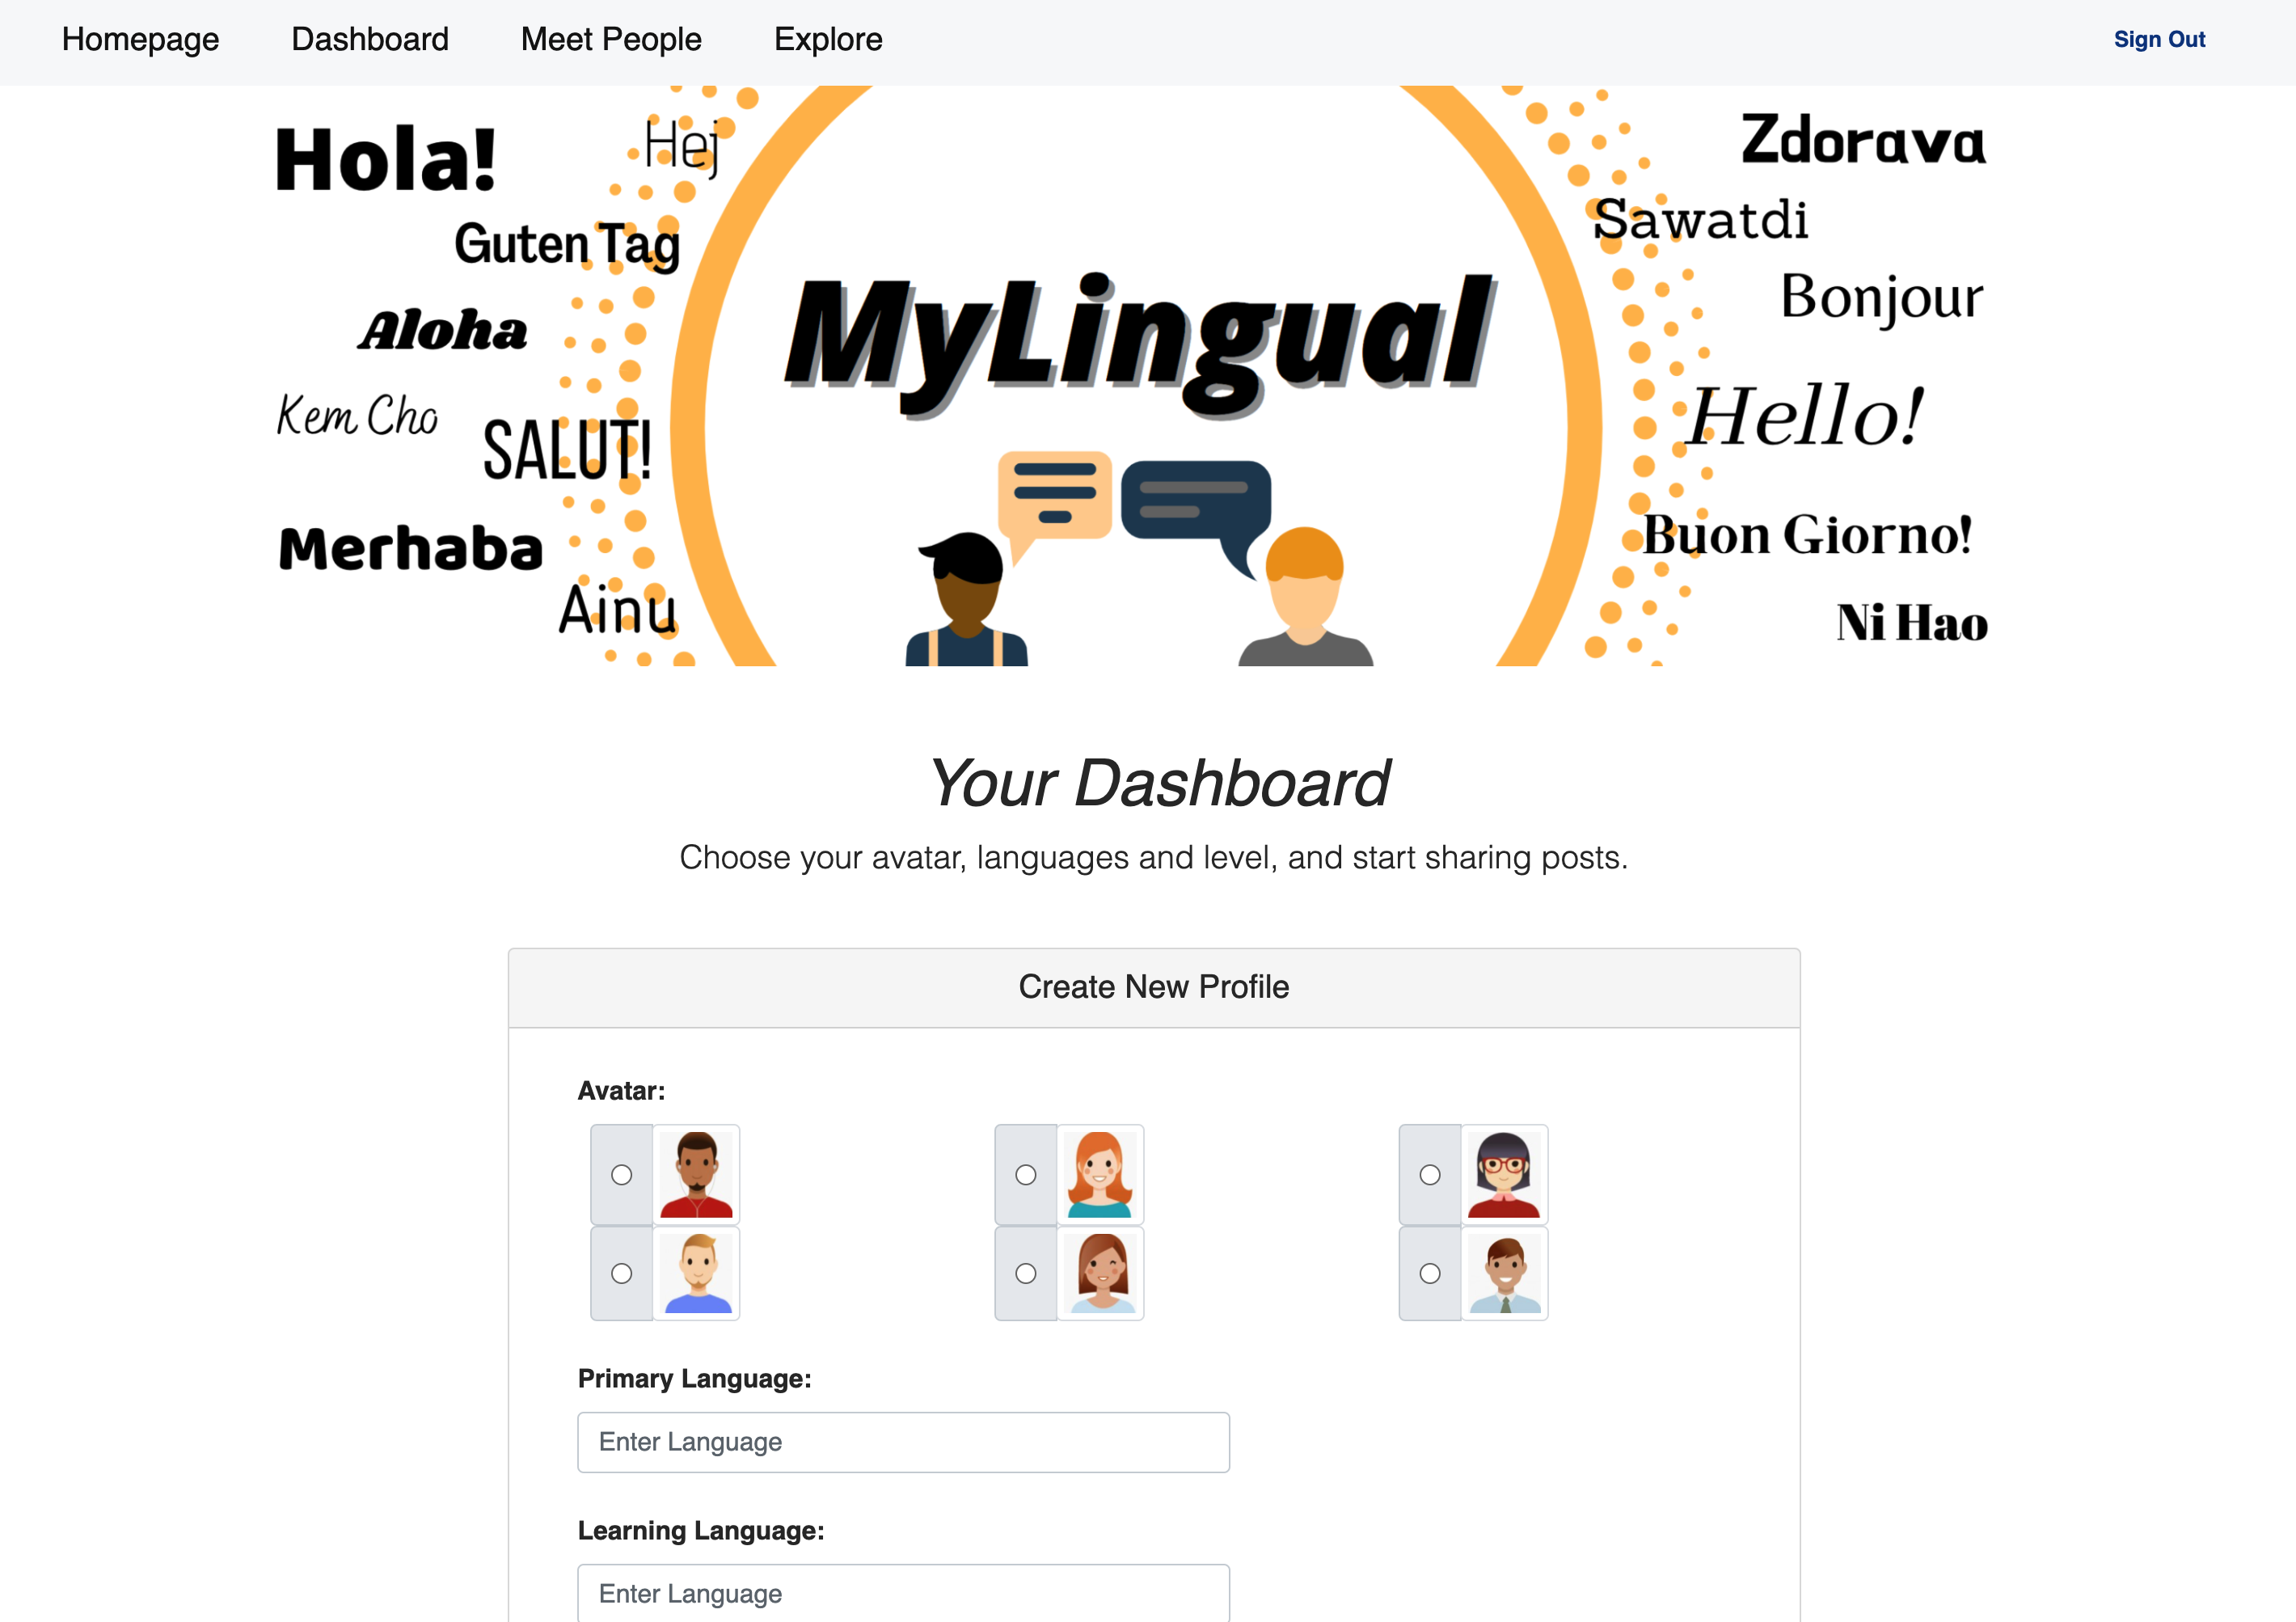 Homepage Dashboard Meet People Explore Sign Out
Hola!
Hej
Guten Tag
Aloha
Kem Cho
SALUT!
Merhaba
Ainu
MyLingual
Zdorava
Sawatdi
Bonjour
Hello!
Buon Giorno!
Ni Hao
Your Dashboard
Choose your avatar, languages and level, and start sharing posts.
Create New Profile
Avatar:
Primary Language:
Enter Language
Learning Language:
Enter Language